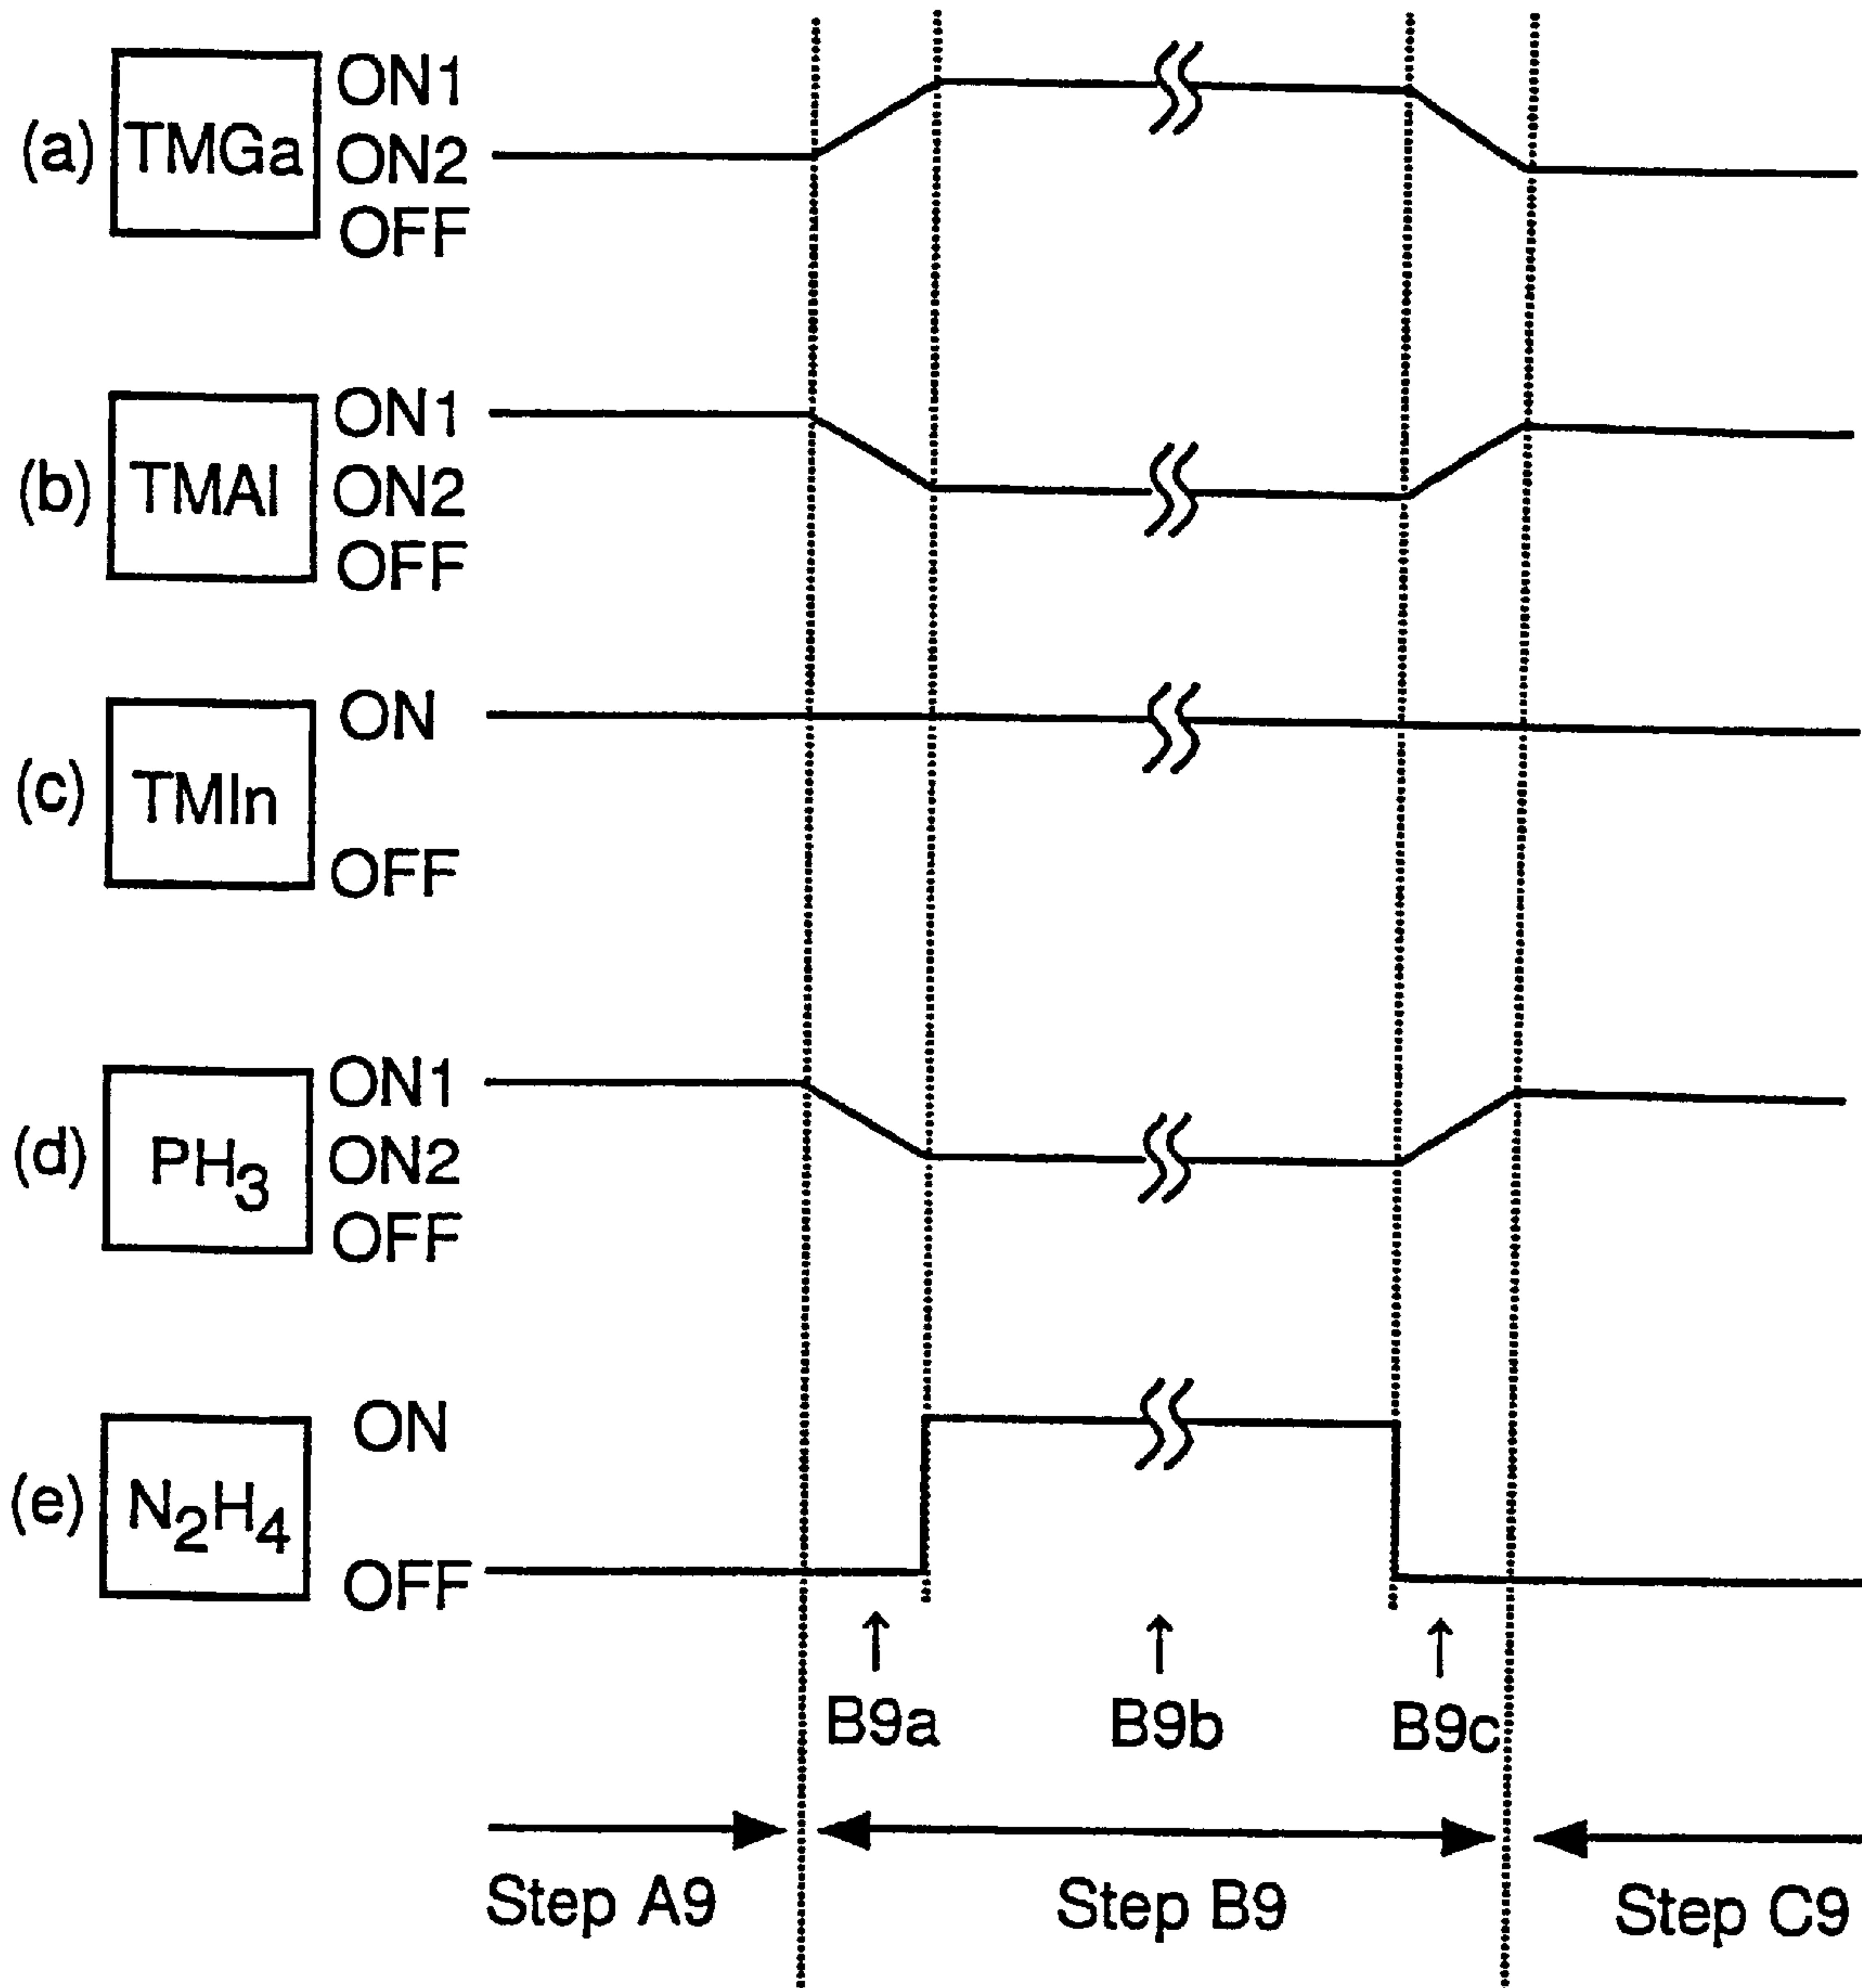 (a) TMGa ON1
ON2
OFF
(b) TMAl ON1
ON2
OFF
(c) TMIn ON
OFF
(d) PH3 ON1
ON2
OFF
(e) N2H4 ON
OFF
B9a B9b B9c
Step A9 Step B9 Step C9